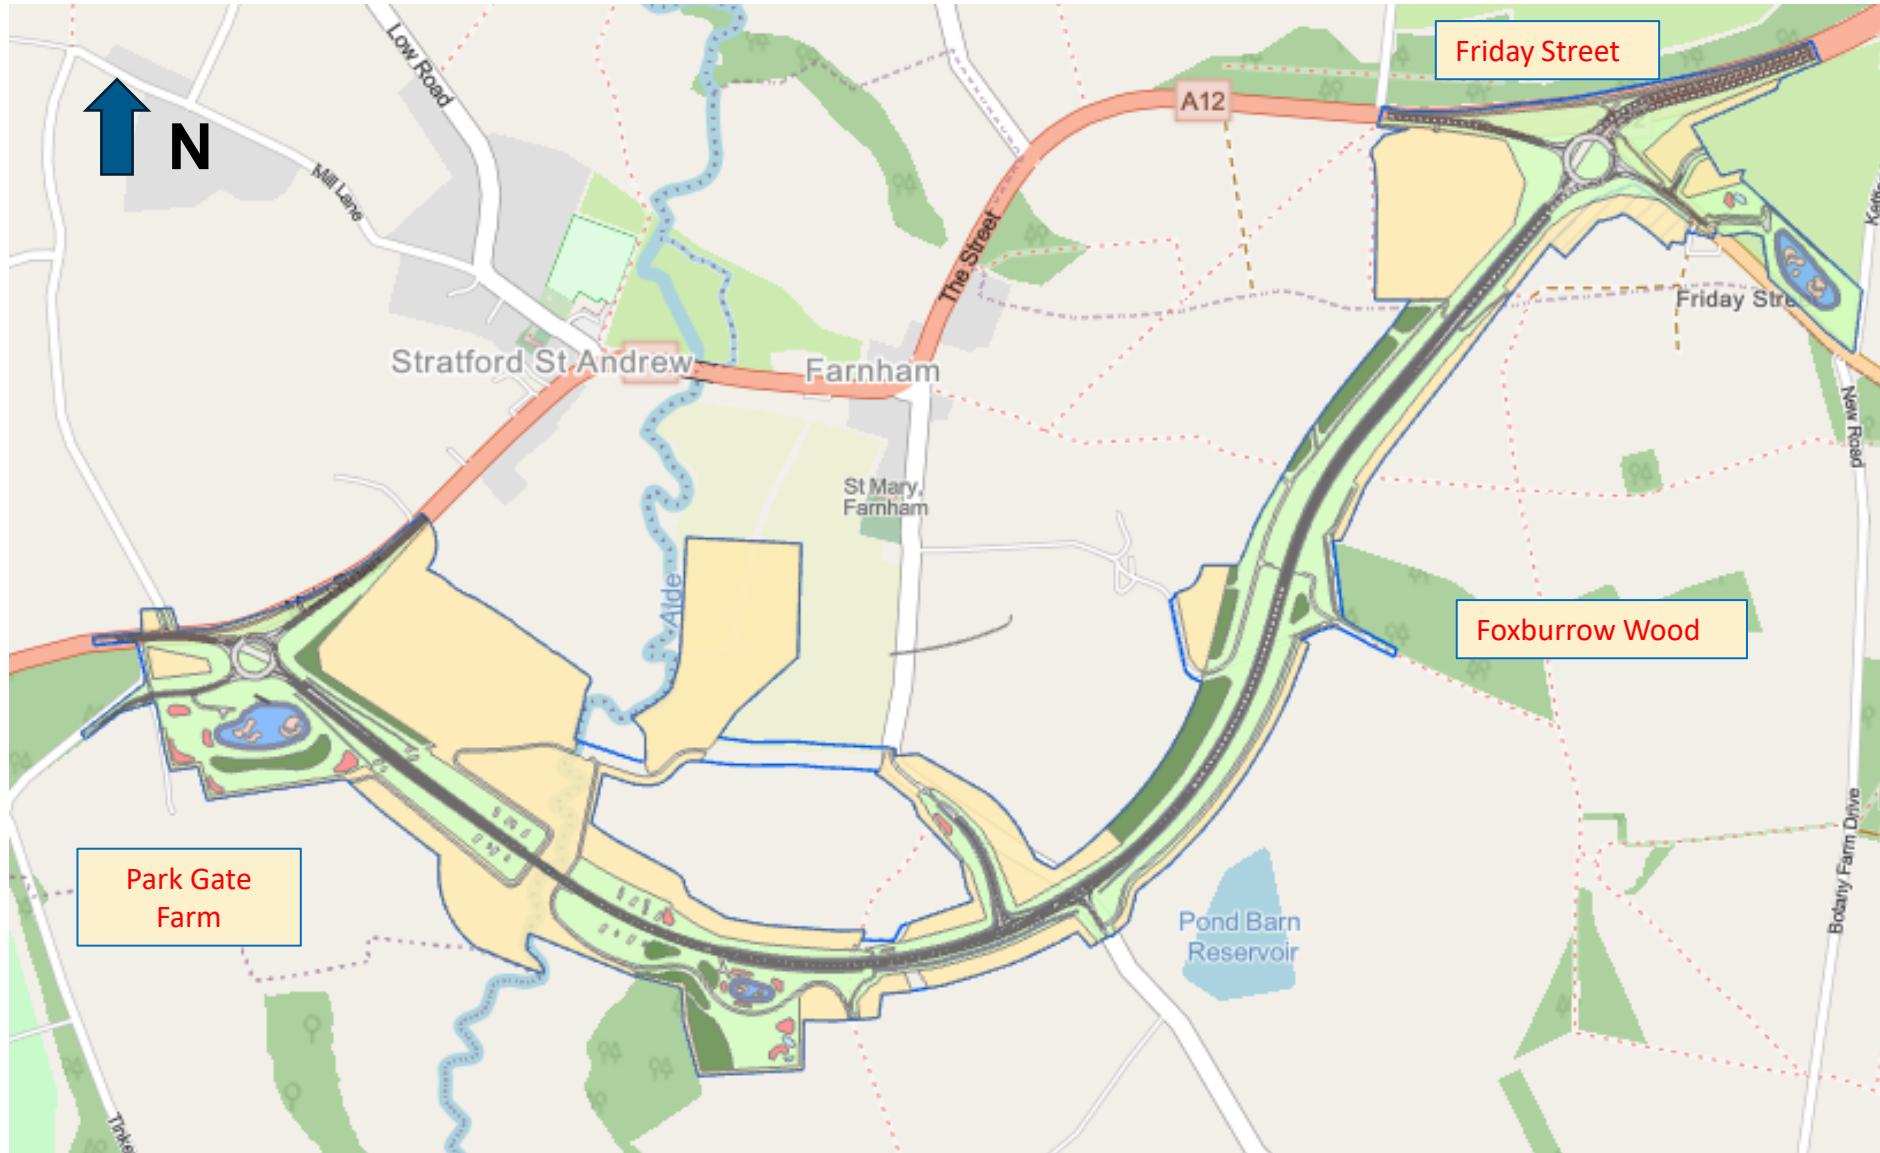 Low Road
Friday Street
A12
N
Mill Lane
The Street
Friday Stre
Stratford St Andrew
Farnham
New Road
St Mary,
Farnham
Alde
Foxburrow Wood
Park Gate
Farm
Botany Farm Drive
Pond Barn
Reservoir
Tinke